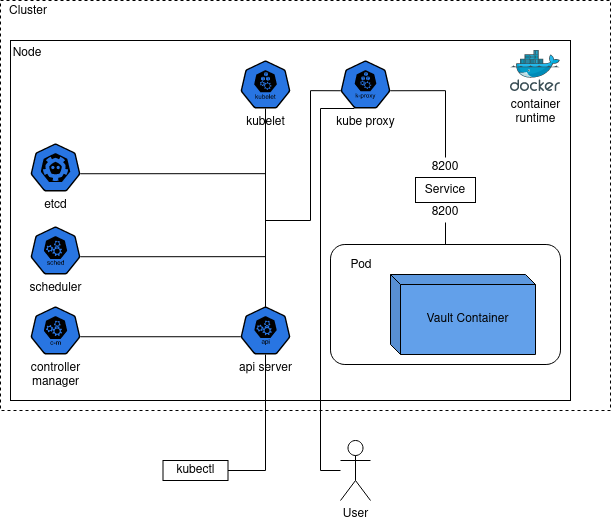 Cluster
Node
kubelet
kubelet
k-proxy
kube proxy
docker
container
runtime
8200
Service
8200
etcd
sched
scheduler
Pod
Vault Container
c-m
controller
manager
api
api server
kubectl
User